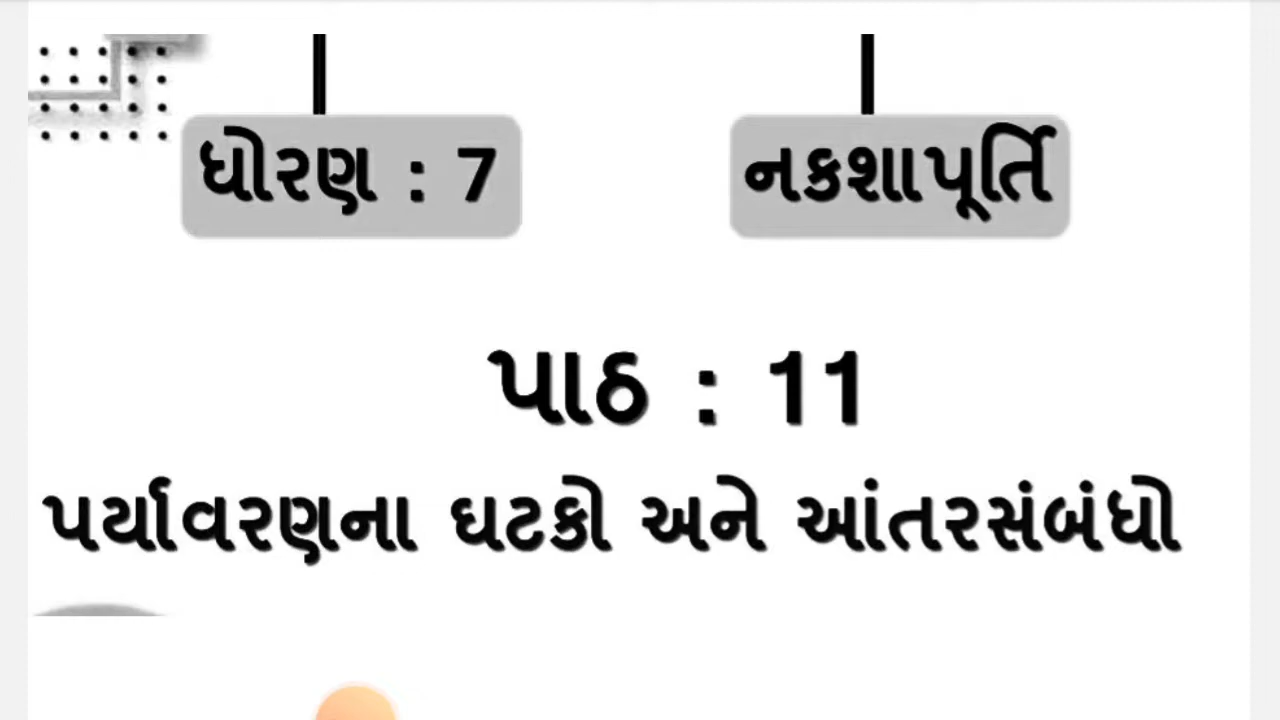 ધોરણ : 7
નકશાપૂર્તિ
પાઠ : 11
પર્યાવરણના ઘટકો અને આંતરસંબંધો